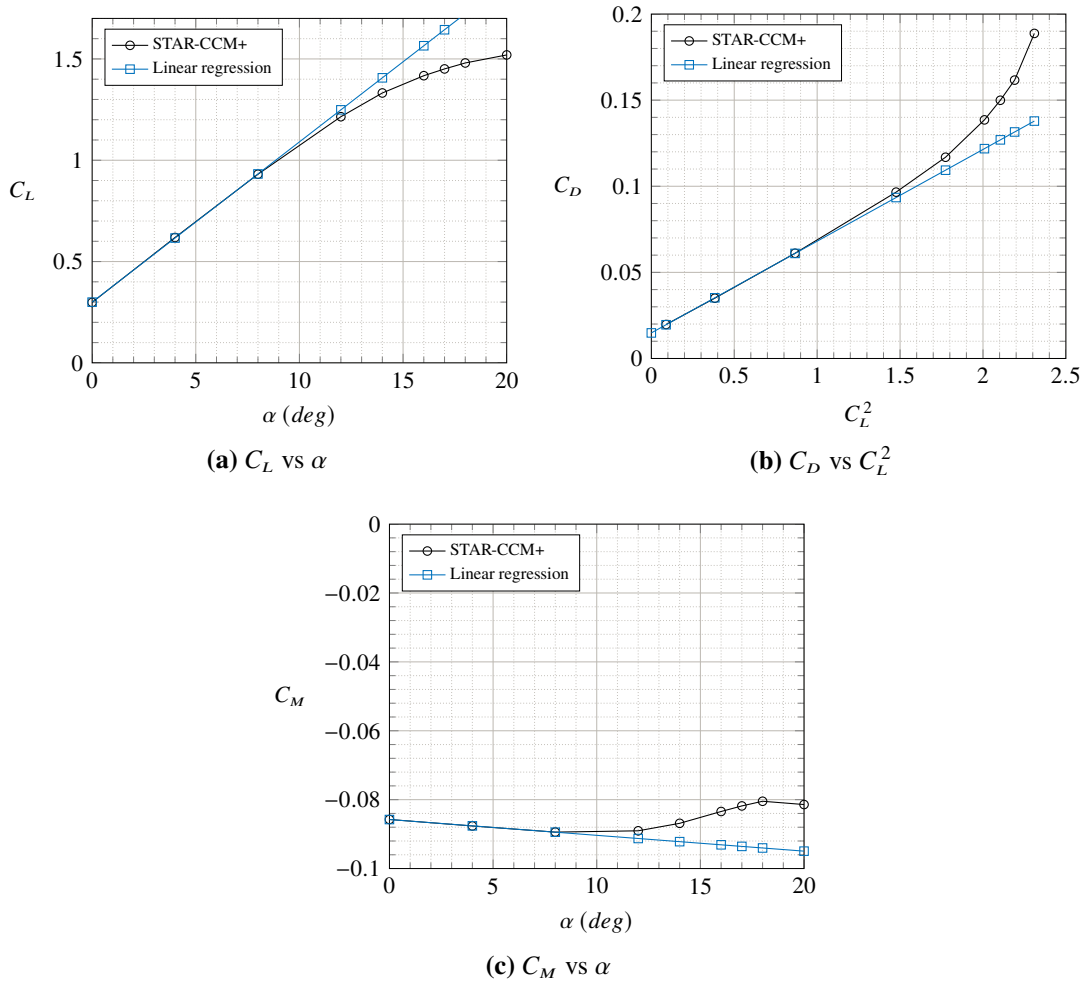 STAR-CCM+
Linear regression
1.5
1
0.5
0
C_L
0 5 10 15 20
α (deg)
(a) C_L vs α
STAR-CCM+
Linear regression
0.2
0.15
0.1
0.05
0
C_D
0 0.5 1 1.5 2 2.5
C_L^2
(b) C_D vs C_L^2
STAR-CCM+
Linear regression
0
−0.02
−0.04
−0.06
−0.08
−0.1
C_M
0 5 10 15 20
α (deg)
(c) C_M vs α